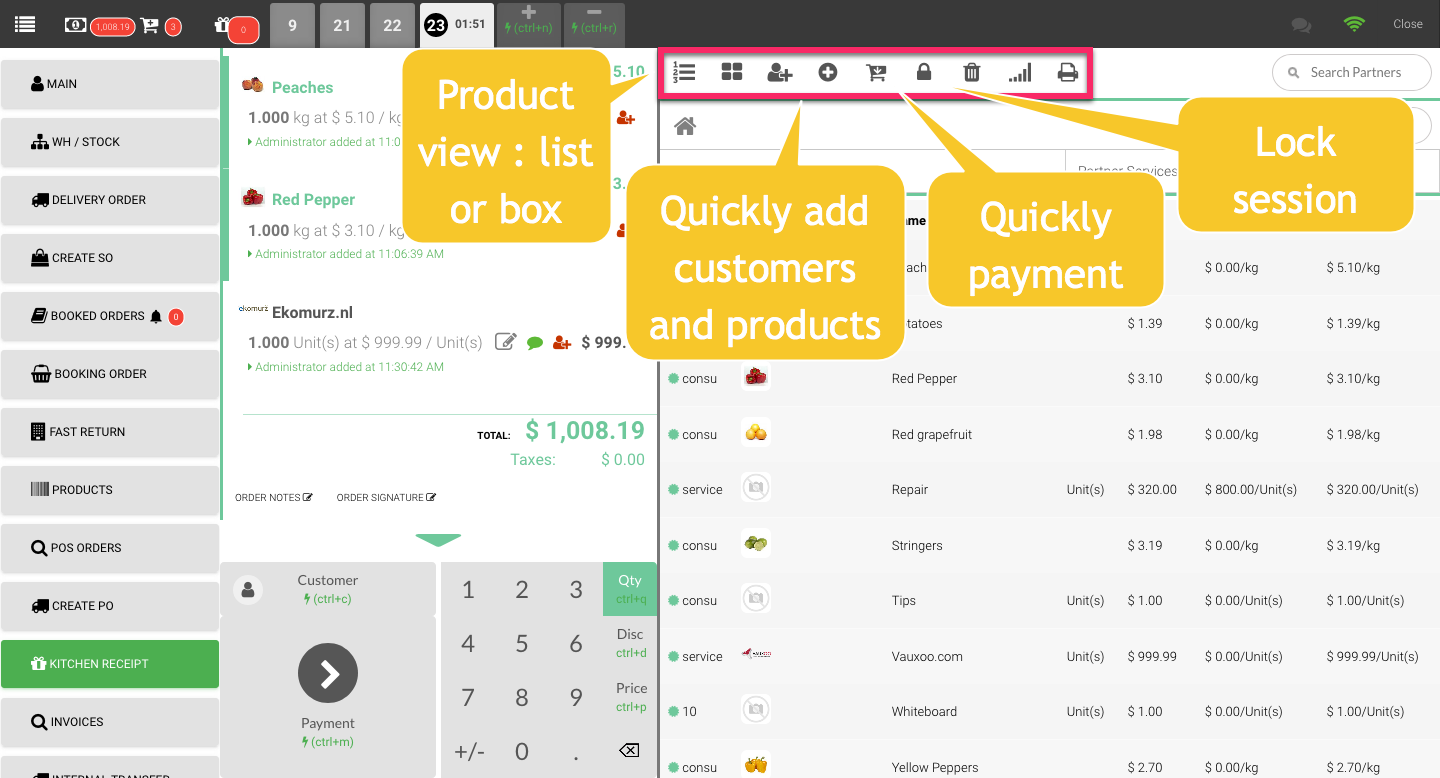 1,008.19
3
0
9
21
22
23
01:51
(ctrl+n)
(ctrl+r)
Close
MAIN
WH / STOCK
DELIVERY ORDER
CREATE SO
BOOKED ORDERS
0
BOOKING ORDER
FAST RETURN
PRODUCTS
POS ORDERS
CREATE PO
KITCHEN RECEIPT
INVOICES
INTERNAL TRANSFER
Peaches
5.10
1.000 kg at $ 5.10 / kg
Administrator added at 11:0
Red Pepper
3.
1.000 kg at $ 3.10 / kg
Administrator added at 11:06:39 AM
ekomurz
Ekomurz.nl
1.000 Unit(s) at $ 999.99 / Unit(s)
$ 999.
Administrator added at 11:30:42 AM
TOTAL: $ 1,008.19
Taxes: $ 0.00
ORDER NOTES
ORDER SIGNATURE
Customer
(ctrl+c)
Payment
(ctrl+m)
1 2 3 Qty
ctrl+q
4 5 6 Disc
ctrl+d
7 8 9 Price
ctrl+p
+/- 0 .
Product
view : list
or box
Quickly add
customers
and products
Quickly
payment
Lock
session
1
2
3
Search Partners
Partner Services
ame
ach $ 0.00/kg $ 5.10/kg
tatoes $ 1.39 $ 0.00/kg $ 1.39/kg
consu Red Pepper $ 3.10 $ 0.00/kg $ 3.10/kg
consu Red grapefruit $ 1.98 $ 0.00/kg $ 1.98/kg
service Repair Unit(s) $ 320.00 $ 800.00/Unit(s) $ 320.00/Unit(s)
consu Stringers $ 3.19 $ 0.00/kg $ 3.19/kg
consu Tips Unit(s) $ 1.00 $ 0.00/Unit(s) $ 1.00/Unit(s)
service VAUXOO Vauxoo.com Unit(s) $ 999.99 $ 0.00/Unit(s) $ 999.99/Unit(s)
10 Whiteboard Unit(s) $ 1.00 $ 0.00/Unit(s) $ 1.00/Unit(s)
consu Yellow Peppers $ 2.70 $ 0.00/kg $ 2.70/kg